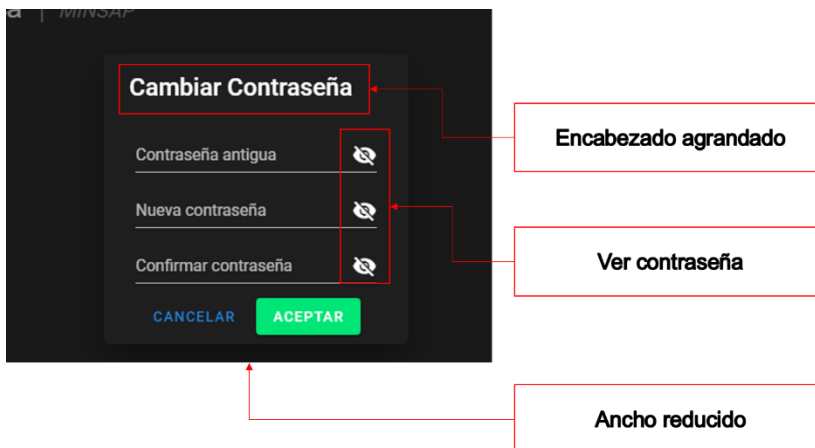 a | MINSAP
Cambiar Contraseña
Encabezado agrandado
Contraseña antigua
Nueva contraseña
Ver contraseña
Confirmar contraseña
CANCELAR ACEPTAR
Ancho reducido